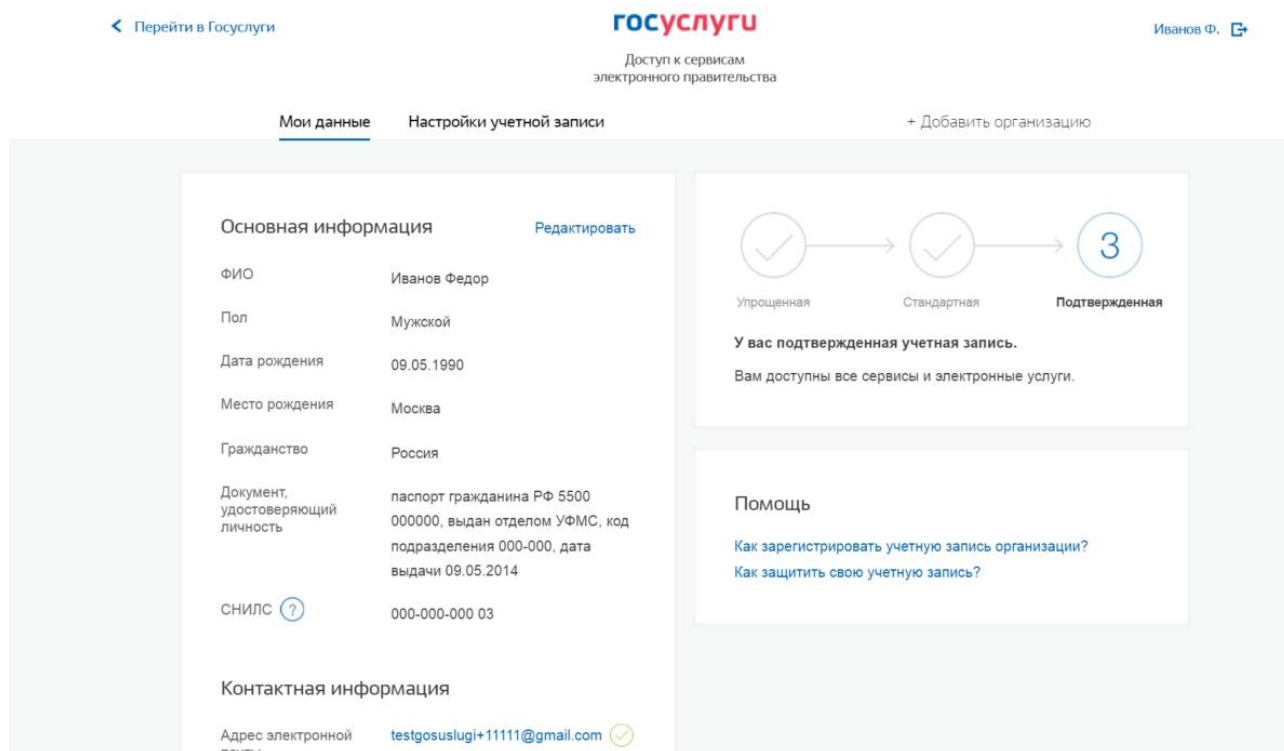 Перейти в Госуслуги
госуслуги
Иванов Ф.
Доступ к сервисам
электронного правительства
Мои данные
Настройки учетной записи
+ Добавить организацию
Основная информация
Редактировать
ФИО
Иванов Федор
Пол
Мужской
Дата рождения
09.05.1990
Место рождения
Москва
Гражданство
Россия
Документ,
удостоверяющий
личность
паспорт гражданина РФ 5500
000000, выдан отделом УФМС, код
подразделения 000-000, дата
выдачи 09.05.2014
СНИЛС ?
000-000-000 03
Контактная информация
Адрес электронной
testgosuslugi+11111@gmail.com
3
Упрощенная
Стандартная
Подтвержденная
У вас подтвержденная учетная запись.
Вам доступны все сервисы и электронные услуги.
Помощь
Как зарегистрировать учетную запись организации?
Как защитить свою учетную запись?